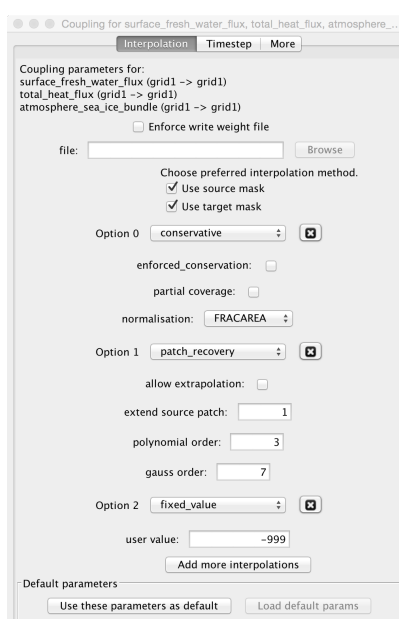 Coupling for surface_fresh_water_flux, total_heat_flux, atmosphere_...
Interpolation Timestep More
Coupling parameters for:
surface_fresh_water_flux (grid1 -> grid1)
total_heat_flux (grid1 -> grid1)
atmosphere_sea_ice_bundle (grid1 -> grid1)
Enforce write weight file
file: Browse
Choose preferred interpolation method.
Use source mask
Use target mask
Option 0 conservative
enforced_conservation:
partial coverage:
normalisation: FRACAREA
Option 1 patch_recovery
allow extrapolation:
extend source patch: 1
polynomial order: 3
gauss order: 7
Option 2 fixed_value
user value: -999
Add more interpolations
Default parameters
Use these parameters as default Load default params